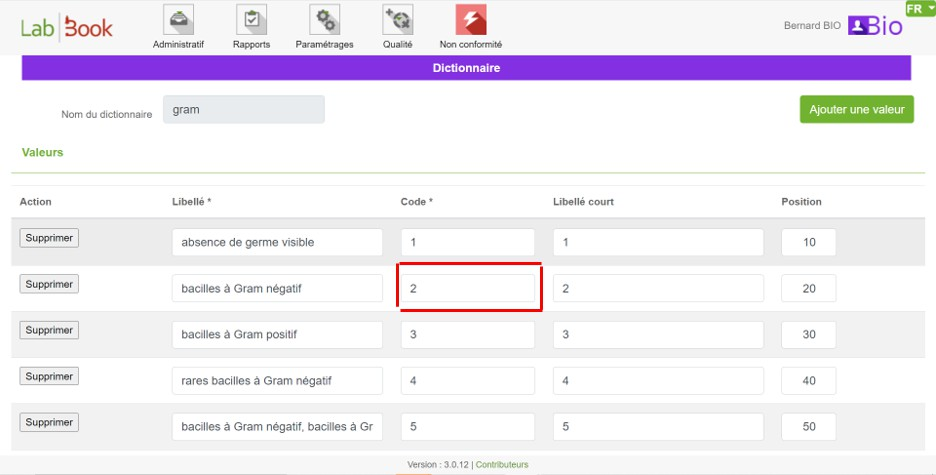 FR
Lab Book
Administratif Rapports Paramétrages Qualité Non conformité
Bernard BIO Bio
Dictionnaire
Nom du dictionnaire gram Ajouter une valeur
Valeurs
Action Libellé * Code * Libellé court Position
Supprimer absence de germe visible 1 1 10
Supprimer bacilles à Gram négatif 2 2 20
Supprimer bacilles à Gram positif 3 3 30
Supprimer rares bacilles à Gram négatif 4 4 40
Supprimer bacilles à Gram négatif, bacilles à Gr 5 5 50
Version : 3.0.12 | Contributeurs